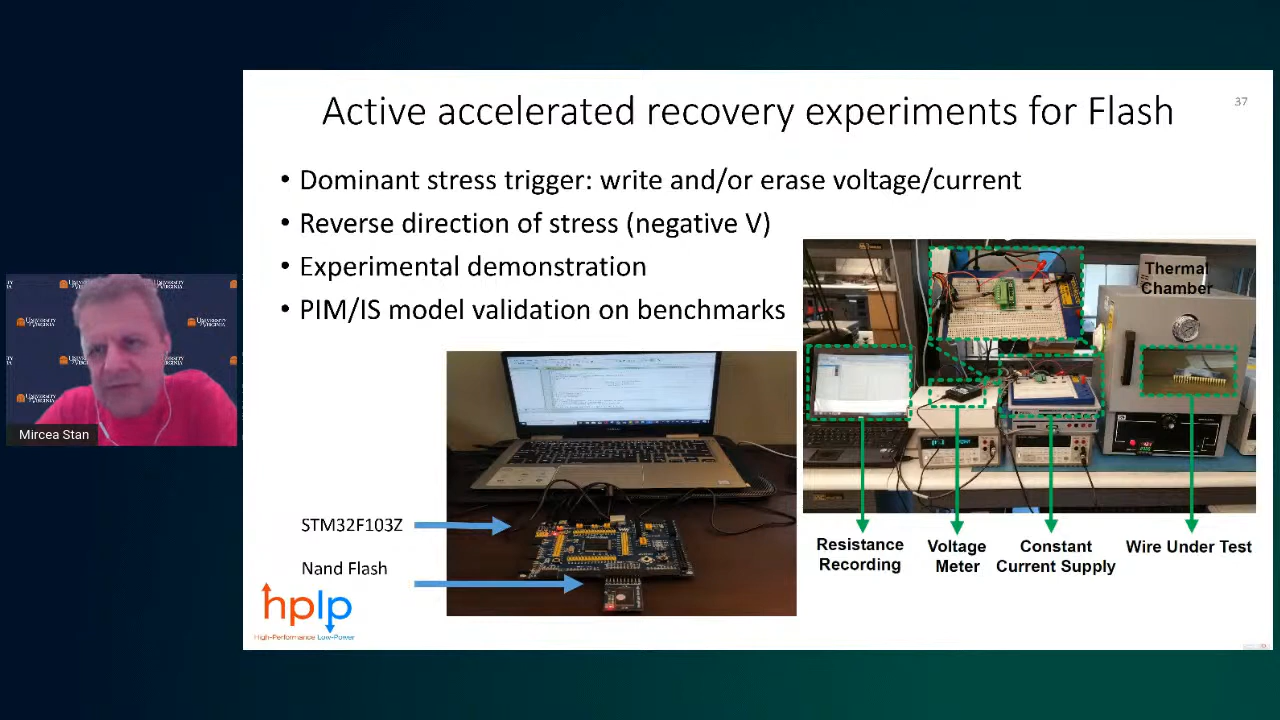 Active accelerated recovery experiments for Flash
37
• Dominant stress trigger: write and/or erase voltage/current
• Reverse direction of stress (negative V)
• Experimental demonstration
• PIM/IS model validation on benchmarks
Thermal
Chamber
UNIVERSITY
VIRGINIA
Mircea Stan
STM32F103Z
Nand Flash
Resistance
Recording
Voltage
Meter
Constant
Current Supply
Wire Under Test
hplp
High-Performance Low-Power